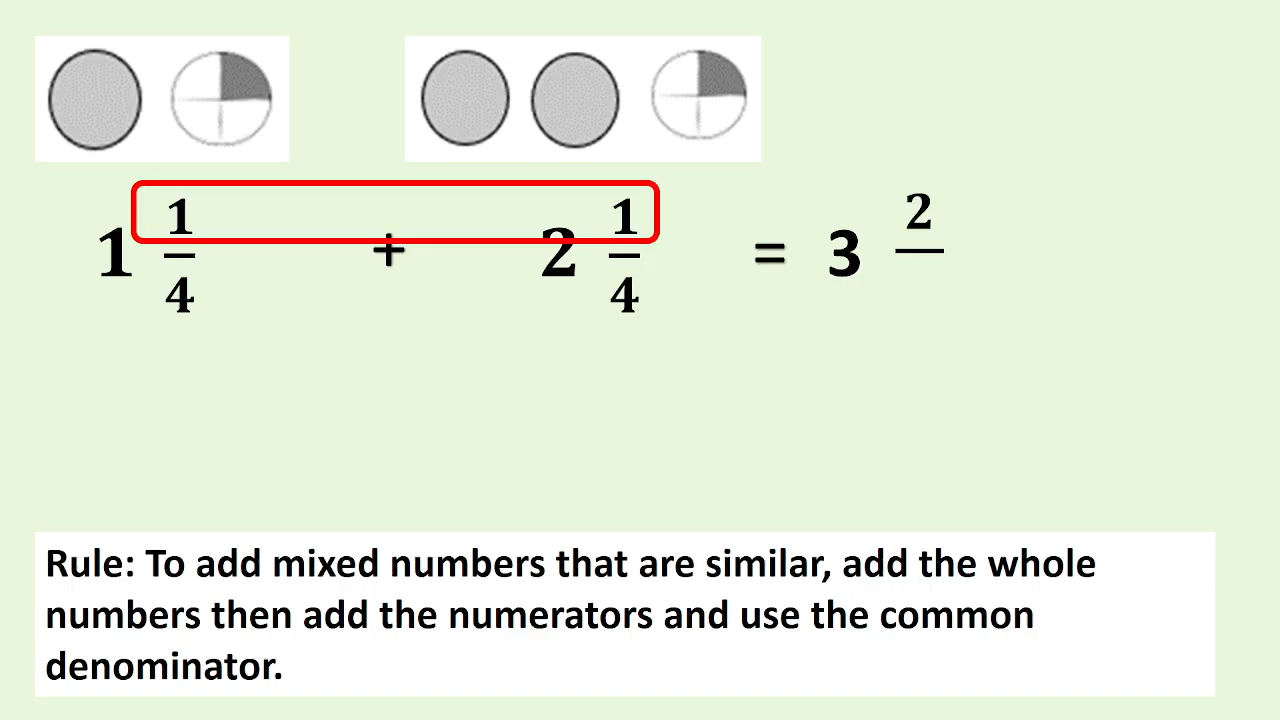 1 1/4 + 2 1/4 = 3 2/
Rule: To add mixed numbers that are similar, add the whole
numbers then add the numerators and use the common
denominator.